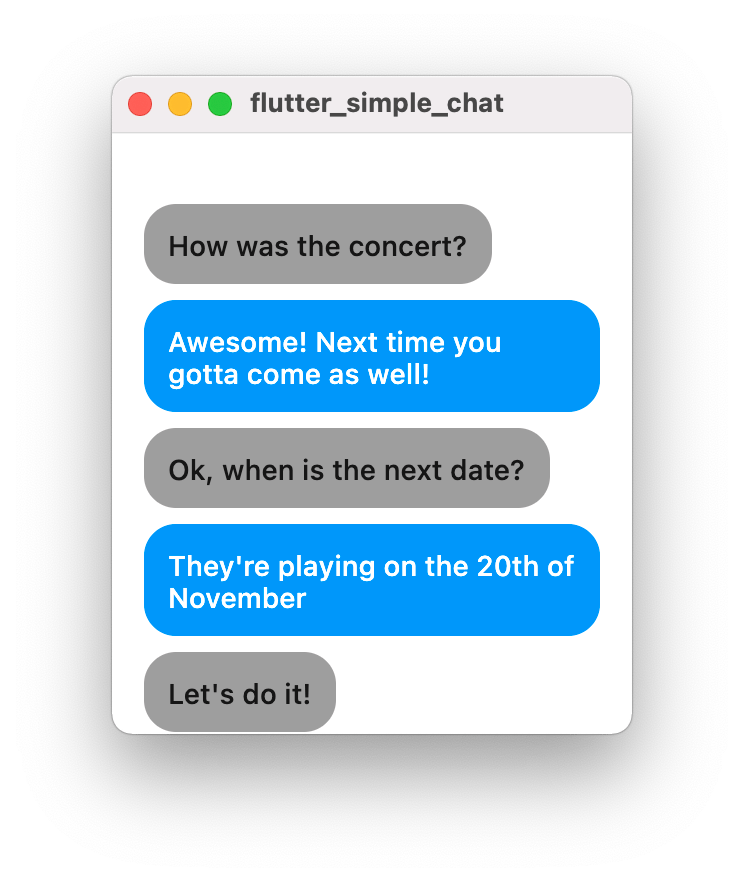 flutter_simple_chat
How was the concert?
Awesome! Next time you
gotta come as well!
Ok, when is the next date?
They're playing on the 20th of
November
Let's do it!